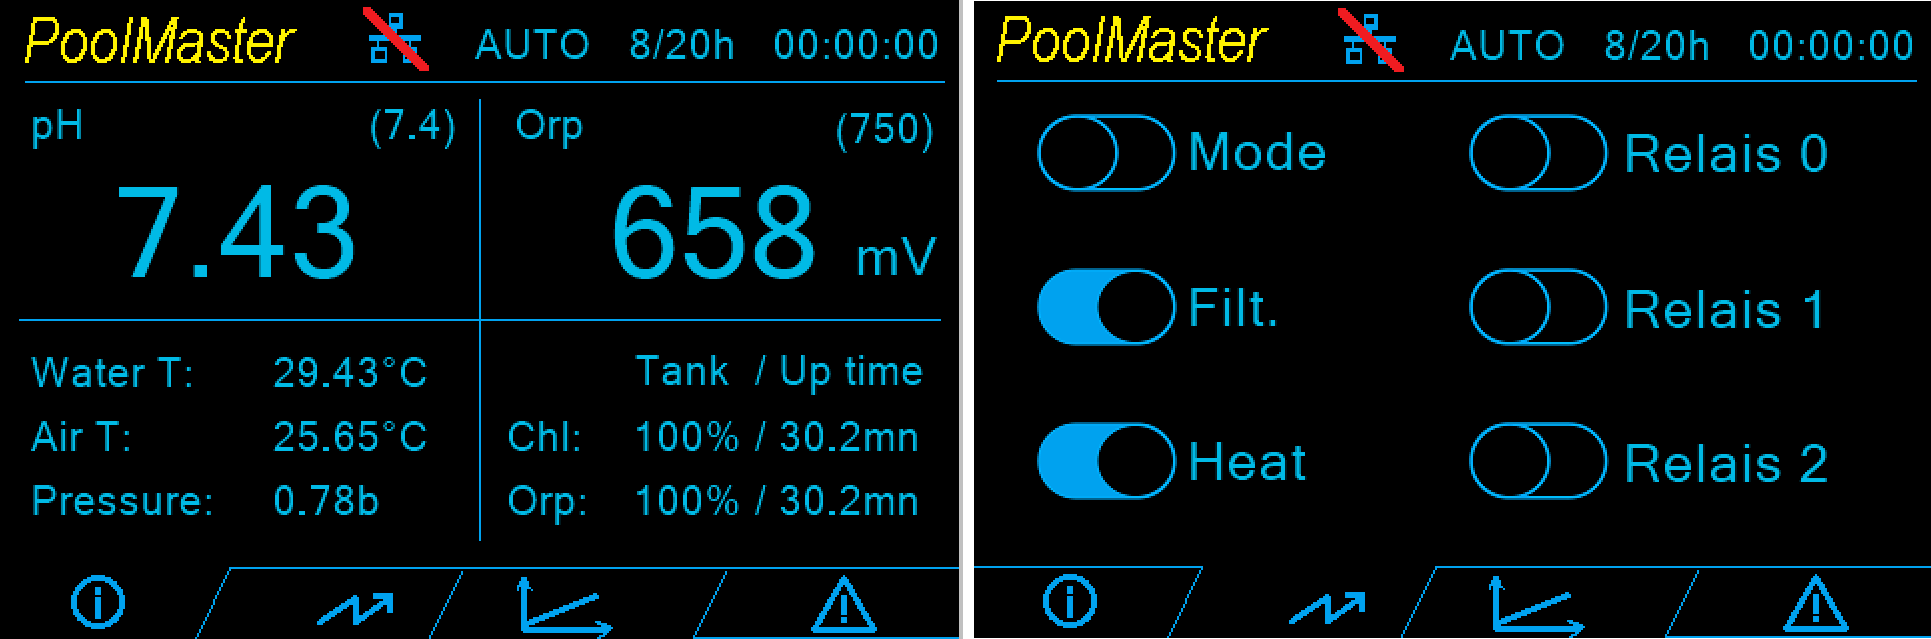 PoolMaster AUTO 8/20h 00:00:00
pH (7.4) Orp (750)
7.43 658 mV
Water T: 29.43°C Tank / Up time
Air T: 25.65°C Chl: 100% / 30.2mn
Pressure: 0.78b Orp: 100% / 30.2mn
PoolMaster AUTO 8/20h 00:00:00
Mode Relais 0
Filt. Relais 1
Heat Relais 2